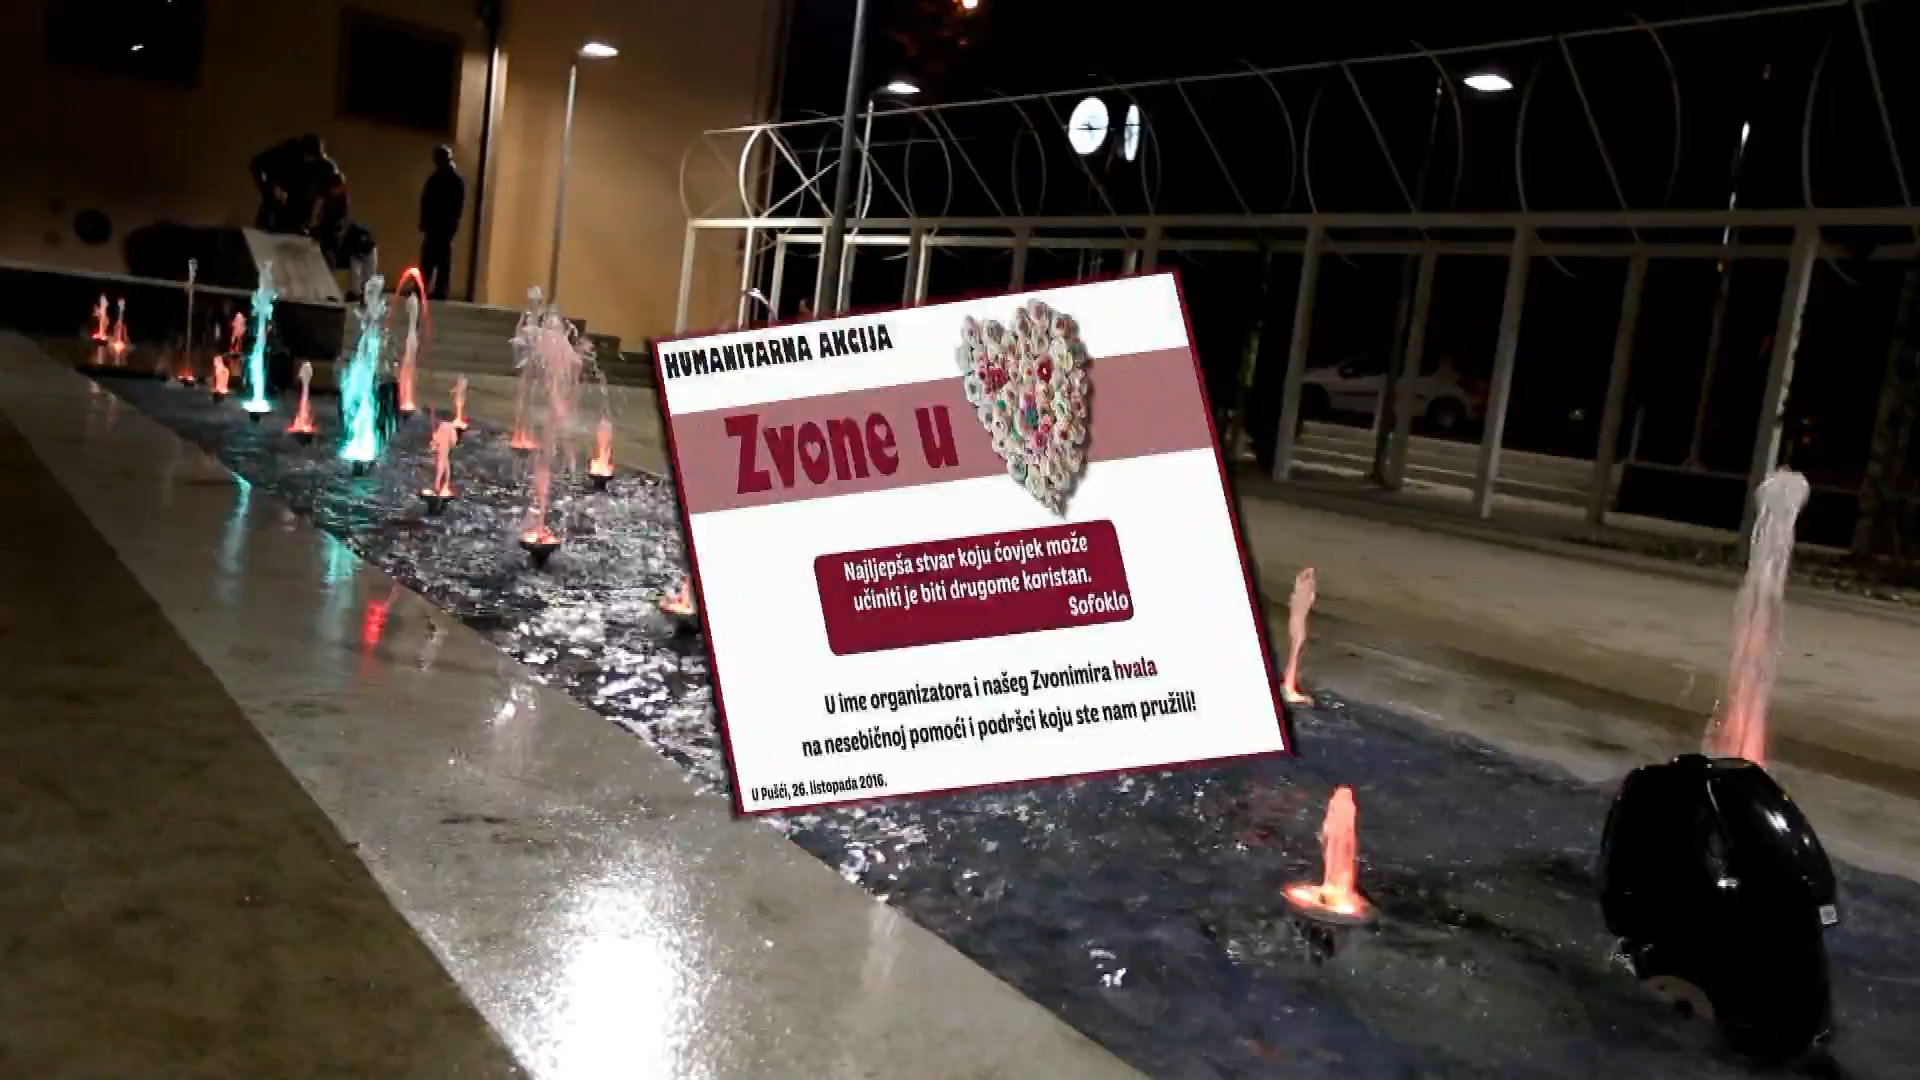 HUMANITARNA AKCIJA
Zvone u
Najljepša stvar koju čovjek može
učiniti je biti drugome koristan.
Sofoklo
U ime organizatora i našeg Zvonimira hvala
na nesebičnoj pomoći i podršci koju ste nam pružili!
U Pušći, 26. listopada 2016.